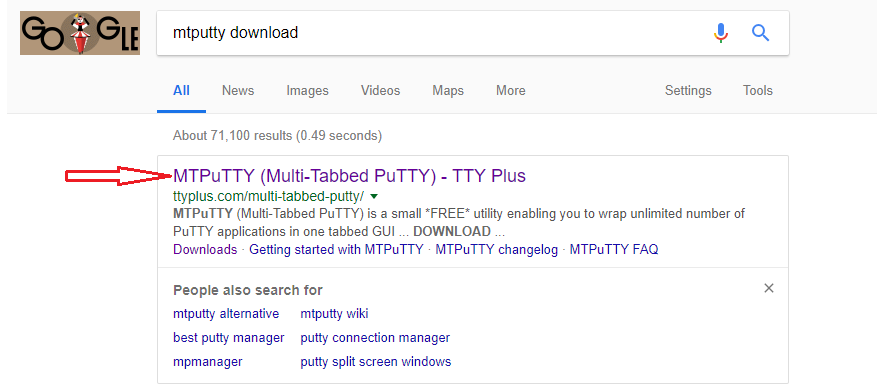 GOOGLE
mtputty download
All News Images Videos Maps More Settings Tools
About 71,100 results (0.49 seconds)
MTPuTTY (Multi-Tabbed PuTTY) - TTY Plus
ttyplus.com/multi-tabbed-putty/
MTPuTTY (Multi-Tabbed PuTTY) is a small *FREE* utility enabling you to wrap unlimited number of
PuTTY applications in one tabbed GUI ... DOWNLOAD ...
Downloads · Getting started with MTPuTTY · MTPuTTY changelog · MTPuTTY FAQ
People also search for
mtputty alternative mtputty wiki
best putty manager putty connection manager
mpmanager putty split screen windows